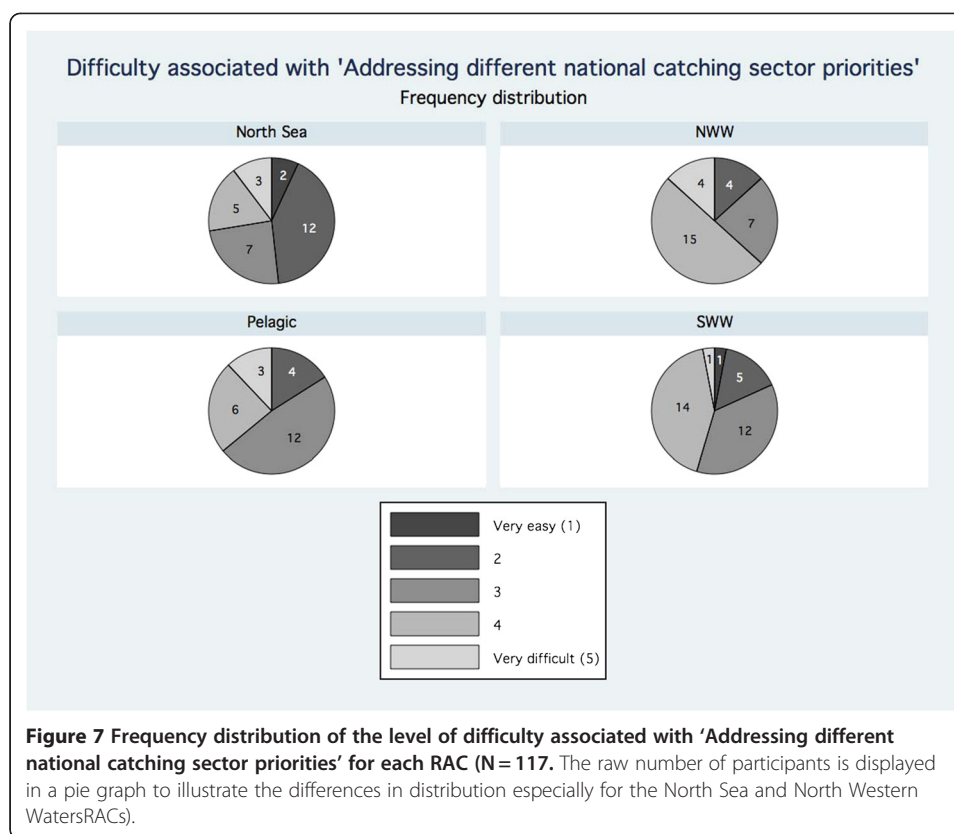 Difficulty associated with 'Addressing different national catching sector priorities'
Frequency distribution
North Sea
NWW
3
2
5
12
7
4
4
15
7
Pelagic
SWW
3
4
6
12
1
1
5
14
12
Very easy (1)
2
3
4
Very difficult (5)
Figure 7 Frequency distribution of the level of difficulty associated with ‘Addressing different
national catching sector priorities’ for each RAC (N = 117. The raw number of participants is displayed
in a pie graph to illustrate the differences in distribution especially for the North Sea and North Western
WatersRACs).